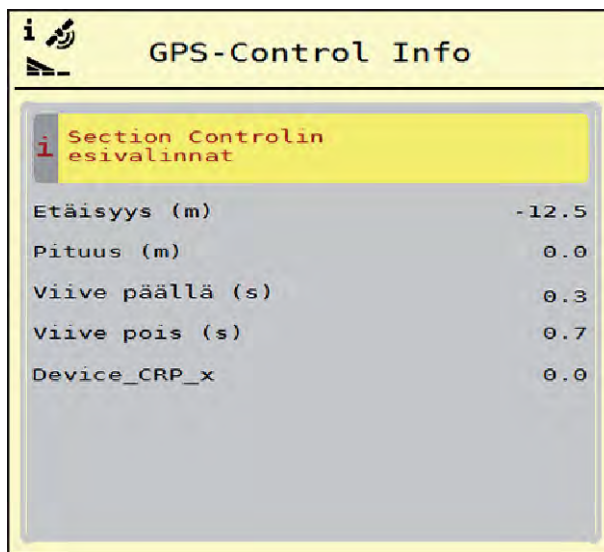 i
GPS-Control Info
i Section Controlin
esivalinnat
Etäisyys (m) -12.5
Pituus (m) 0.0
Viive päällä (s) 0.3
Viive pois (s) 0.7
Device_CRP_x 0.0